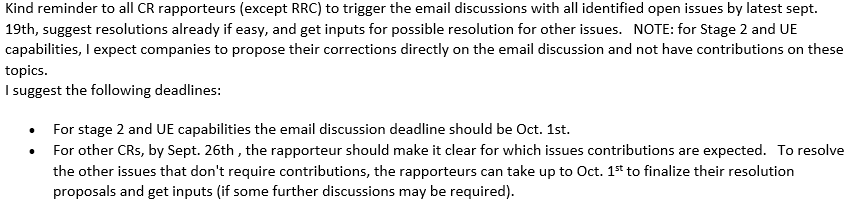 Kind reminder to all CR rapporteurs (except RRC) to trigger the email discussions with all identified open issues by latest sept.
19th, suggest resolutions already if easy, and get inputs for possible resolution for other issues.   NOTE: for Stage 2 and UE
capabilities, I expect companies to propose their corrections directly on the email discussion and not have contributions on these
topics.
I suggest the following deadlines:
• For stage 2 and UE capabilities the email discussion deadline should be Oct. 1st.
• For other CRs, by Sept. 26th , the rapporteur should make it clear for which issues contributions are expected.   To resolve
the other issues that don't require contributions, the rapporteurs can take up to Oct. 1st to finalize their resolution
proposals and get inputs (if some further discussions may be required).